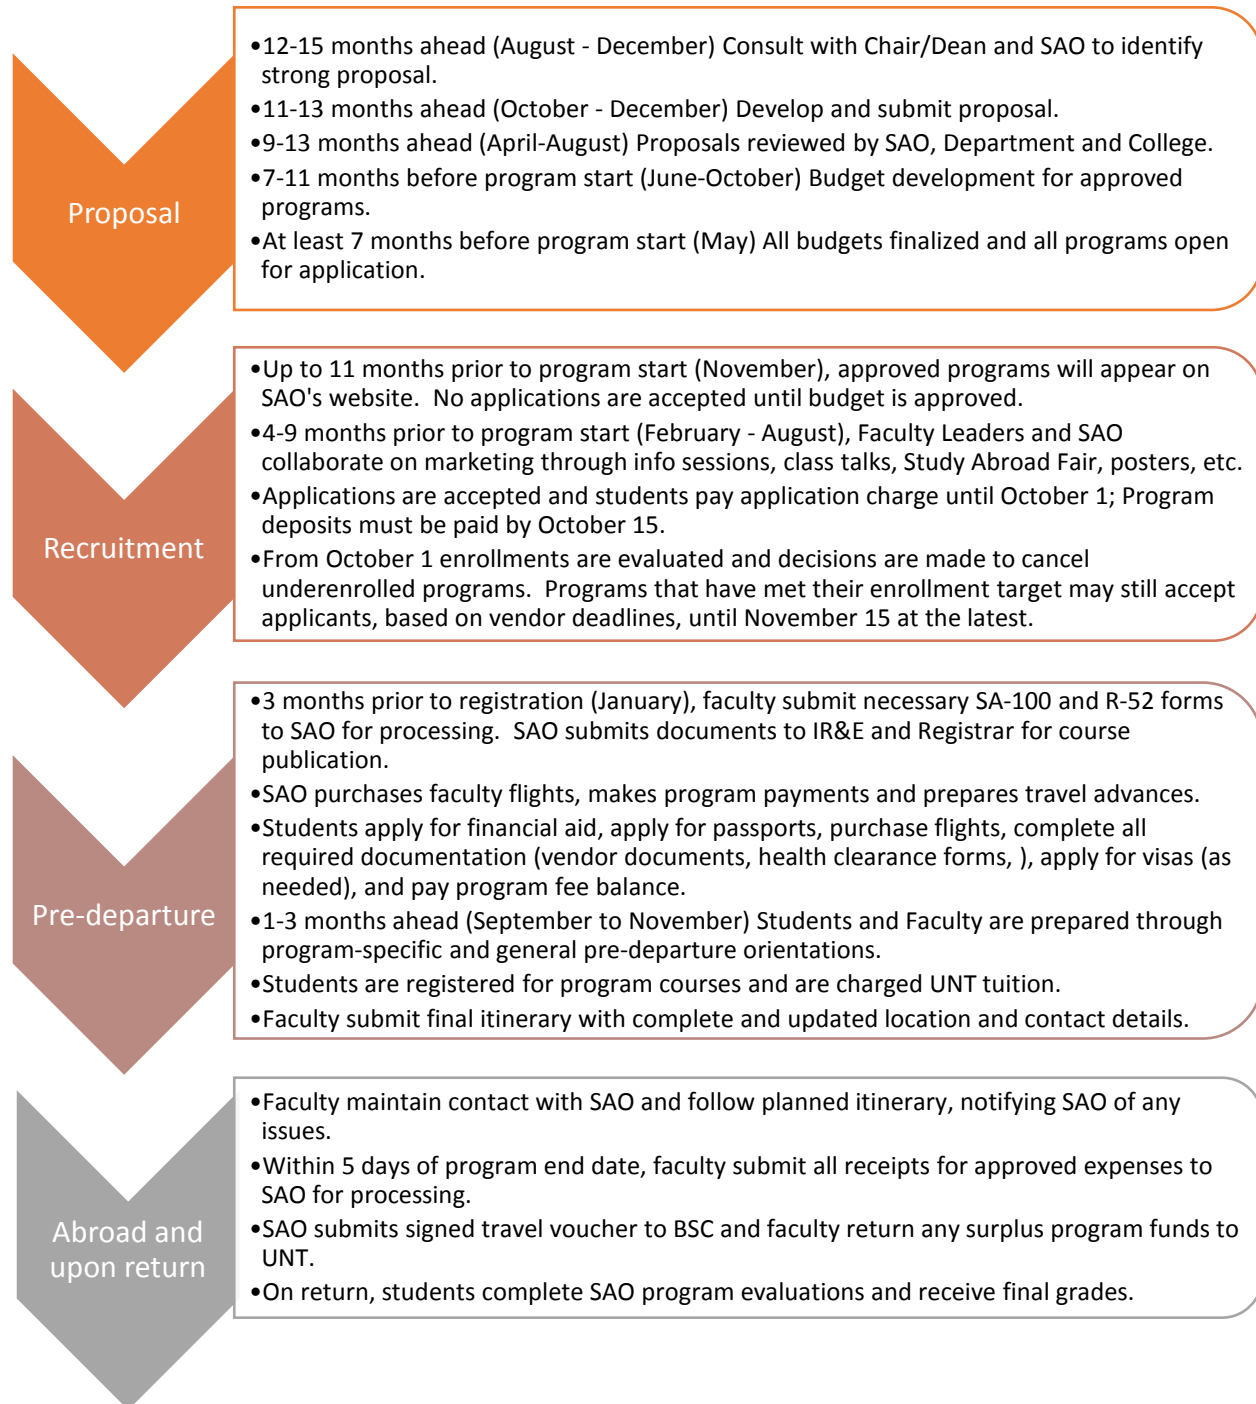 Proposal
•12-15 months ahead (August - December) Consult with Chair/Dean and SAO to identify
strong proposal.
•11-13 months ahead (October - December) Develop and submit proposal.
•9-13 months ahead (April-August) Proposals reviewed by SAO, Department and College.
•7-11 months before program start (June-October) Budget development for approved
programs.
•At least 7 months before program start (May) All budgets finalized and all programs open
for application.
Recruitment
•Up to 11 months prior to program start (November), approved programs will appear on
SAO's website.  No applications are accepted until budget is approved.
•4-9 months prior to program start (February - August), Faculty Leaders and SAO
collaborate on marketing through info sessions, class talks, Study Abroad Fair, posters, etc.
•Applications are accepted and students pay application charge until October 1; Program
deposits must be paid by October 15.
•From October 1 enrollments are evaluated and decisions are made to cancel
underenrolled programs.  Programs that have met their enrollment target may still accept
applicants, based on vendor deadlines, until November 15 at the latest.
Pre-departure
•3 months prior to registration (January), faculty submit necessary SA-100 and R-52 forms
to SAO for processing.  SAO submits documents to IR&E and Registrar for course
publication.
•SAO purchases faculty flights, makes program payments and prepares travel advances.
•Students apply for financial aid, apply for passports, purchase flights, complete all
required documentation (vendor documents, health clearance forms, ), apply for visas (as
needed), and pay program fee balance.
•1-3 months ahead (September to November) Students and Faculty are prepared through
program-specific and general pre-departure orientations.
•Students are registered for program courses and are charged UNT tuition.
•Faculty submit final itinerary with complete and updated location and contact details.
Abroad and
upon return
•Faculty maintain contact with SAO and follow planned itinerary, notifying SAO of any
issues.
•Within 5 days of program end date, faculty submit all receipts for approved expenses to
SAO for processing.
•SAO submits signed travel voucher to BSC and faculty return any surplus program funds to
UNT.
•On return, students complete SAO program evaluations and receive final grades.